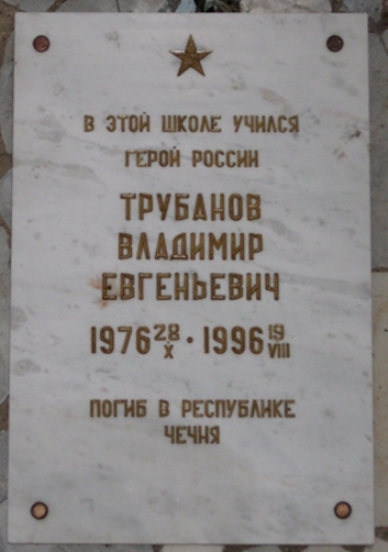 В ЭТОЙ ШКОЛЕ УЧИЛСЯ
ГЕРОЙ РОССИИ
ТРУБАНОВ
ВЛАДИМИР
ЕВГЕНЬЕВИЧ
1976 28/X · 1996 19/VIII
ПОГИБ В РЕСПУБЛИКЕ
ЧЕЧНЯ